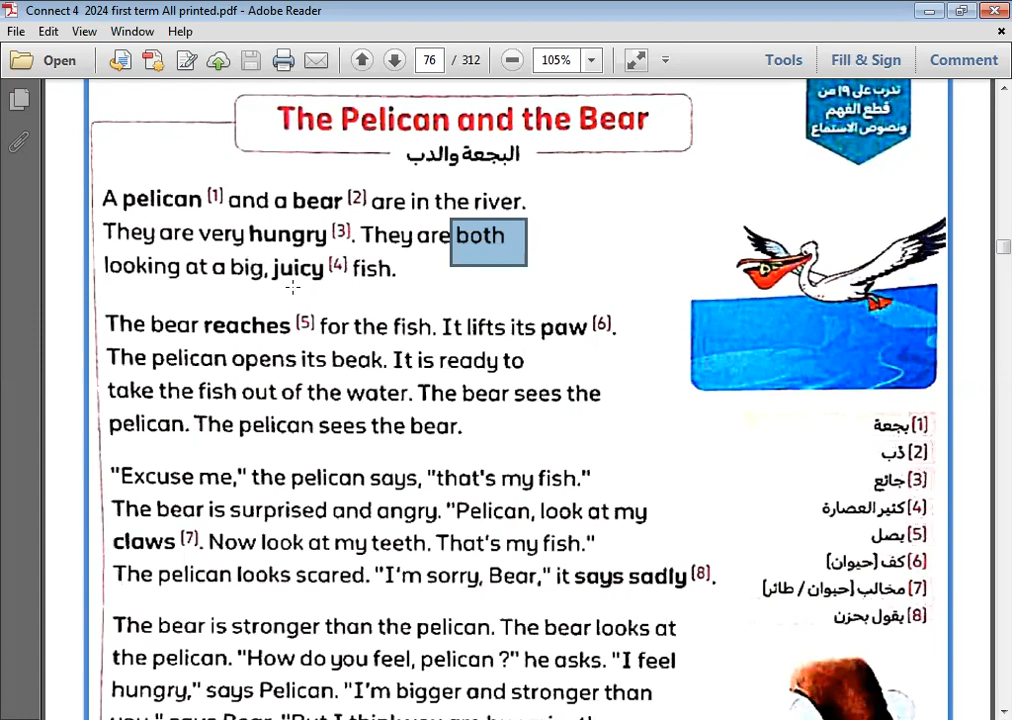 Connect 4 2024 first term All printed.pdf - Adobe Reader
File Edit View Window Help
Open 76 / 312 105% Tools Fill & Sign Comment
تدرب على ١٩ من
قطع الفهم
ونصوص الاستماع
The Pelican and the Bear
البجعة والدب
A pelican [1] and a bear [2] are in the river.
They are very hungry [3]. They are both
looking at a big, juicy [4] fish.
The bear reaches [5] for the fish. It lifts its paw [6].
The pelican opens its beak. It is ready to
take the fish out of the water. The bear sees the
pelican. The pelican sees the bear.
"Excuse me," the pelican says, "that's my fish."
The bear is surprised and angry. "Pelican, look at my
claws [7]. Now look at my teeth. That's my fish."
The pelican looks scared. "I'm sorry, Bear," it says sadly [8].
The bear is stronger than the pelican. The bear looks at
the pelican. "How do you feel, pelican ?" he asks. "I feel
hungry," says Pelican. "I'm bigger and stronger than
[1] بجعة
[2] دُب
[3] جائع
[4] كثير العصارة
[5] يصل
[6] كف (حيوان)
[7] مخالب (حيوان / طائر)
[8] يقول بحزن